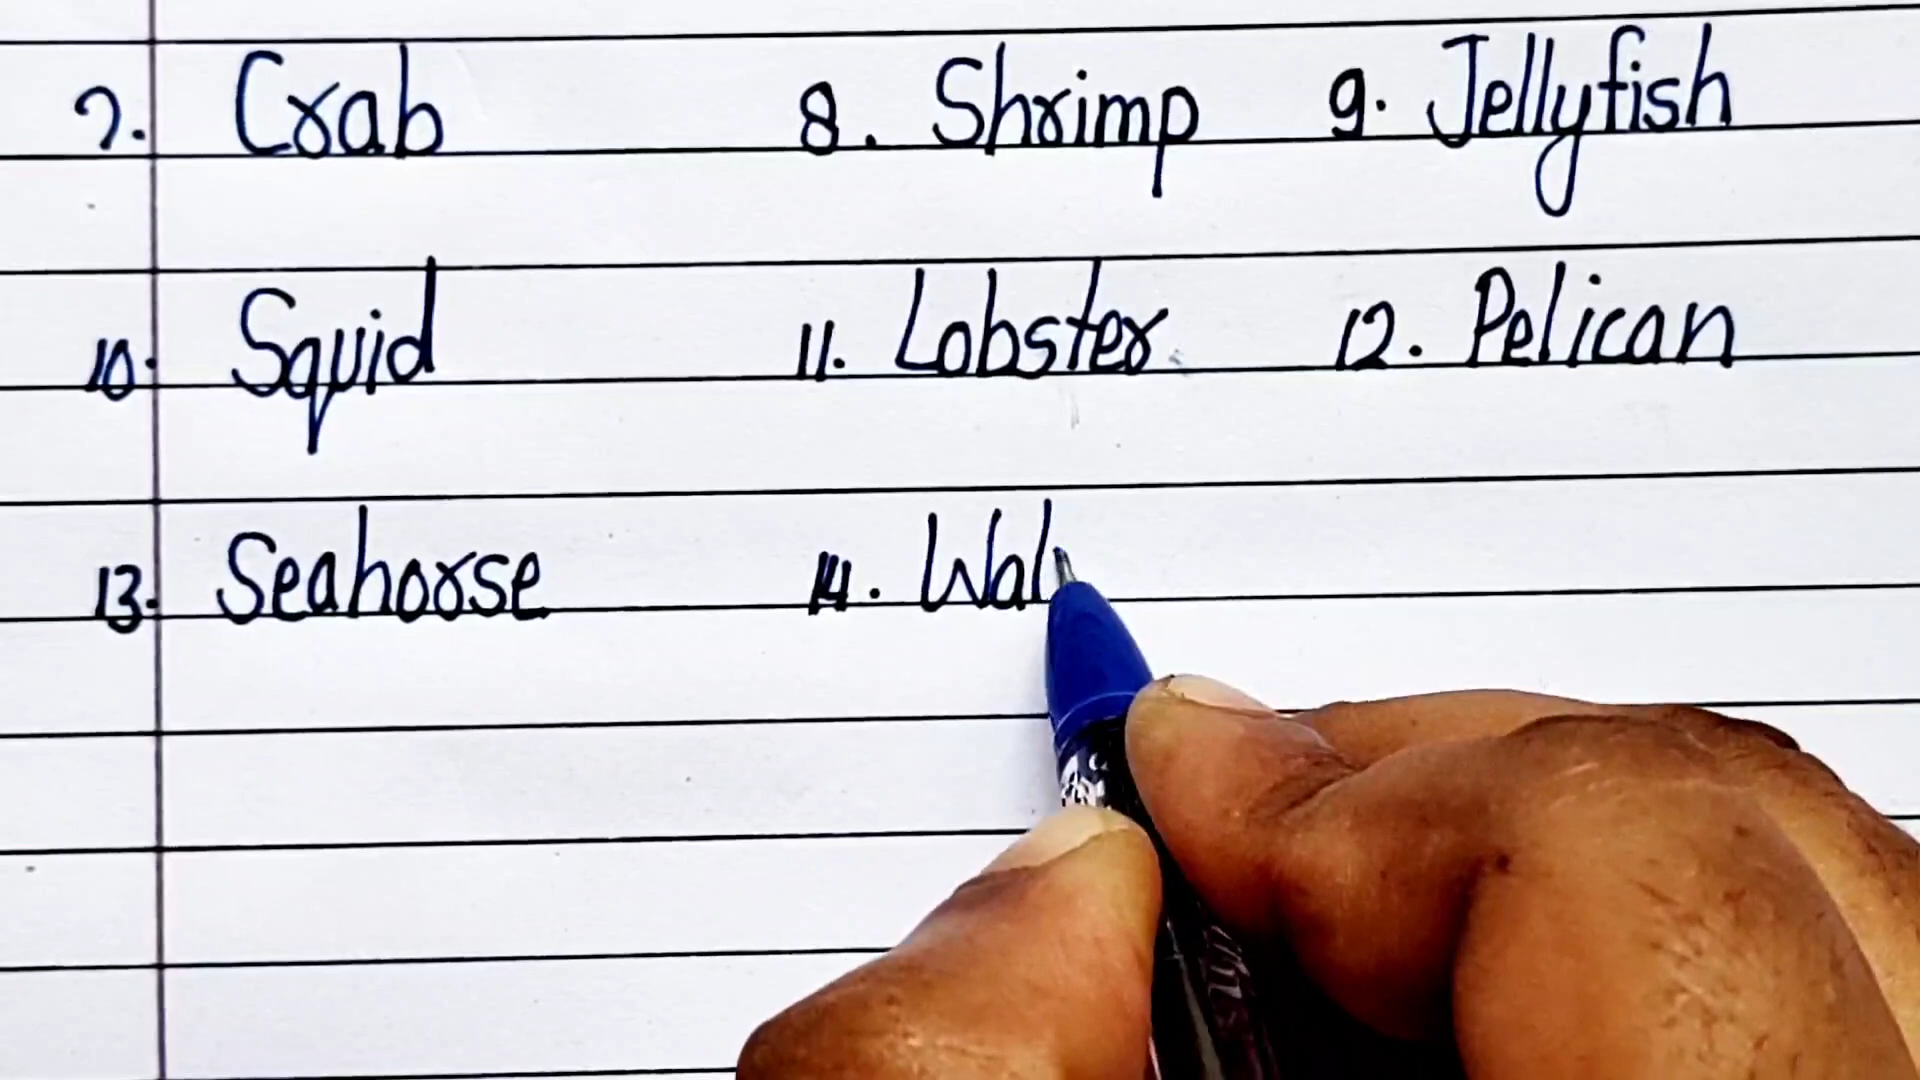 7. Crab 8. Shrimp 9. Jellyfish
10. Squid 11. Lobster 12. Pelican
13. Seahorse 14. Wal